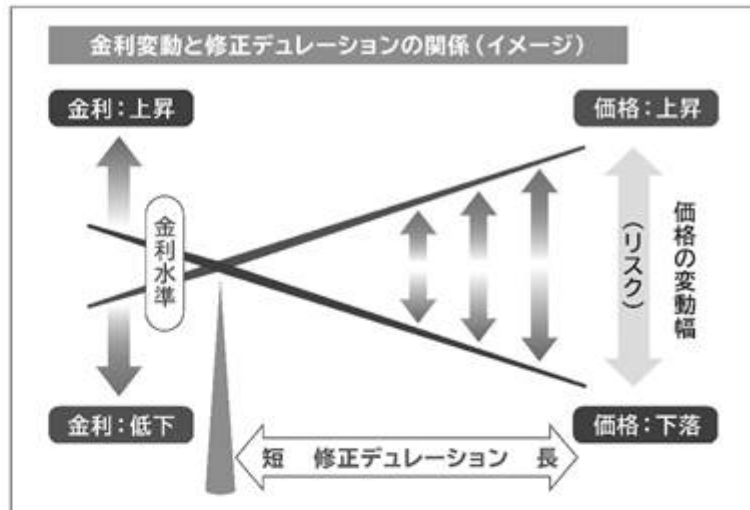 金利変動と修正デュレーションの関係（イメージ）
金利：上昇
価格：上昇
金利水準
価格の変動幅
（リスク）
金利：低下
価格：下落
短 修正デュレーション 長